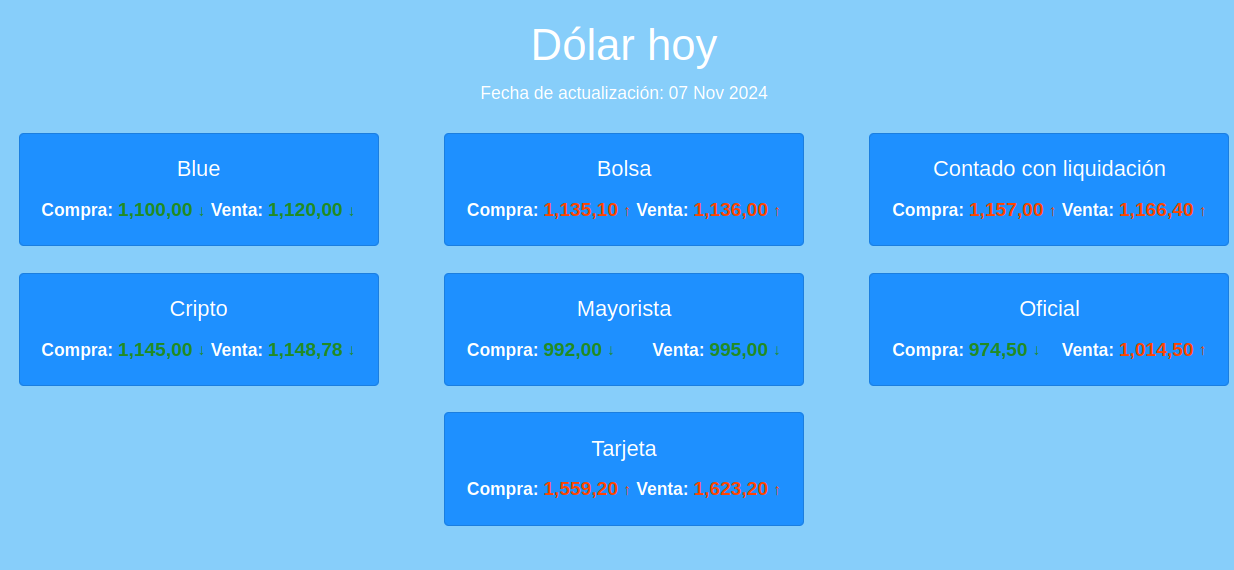 Dólar hoy
Fecha de actualización: 07 Nov 2024
Blue
Compra: 1,100,00 ↓ Venta: 1,120,00 ↓
Bolsa
Compra: 1,135,10 ↑ Venta: 1,136,00 ↑
Contado con liquidación
Compra: 1,157,00 ↑ Venta: 1,166,40 ↑
Cripto
Compra: 1,145,00 ↓ Venta: 1,148,78 ↓
Mayorista
Compra: 992,00 ↓ Venta: 995,00 ↓
Oficial
Compra: 974,50 ↓ Venta: 1,014,50 ↑
Tarjeta
Compra: 1,559,20 ↑ Venta: 1,623,20 ↑